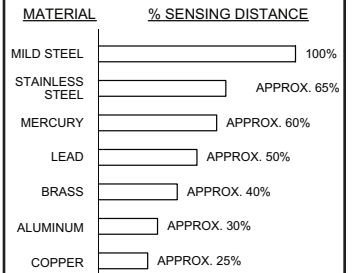 MATERIAL % SENSING DISTANCE
MILD STEEL 100%
STAINLESS
STEEL APPROX. 65%
MERCURY APPROX. 60%
LEAD APPROX. 50%
BRASS APPROX. 40%
ALUMINUM APPROX. 30%
COPPER APPROX. 25%